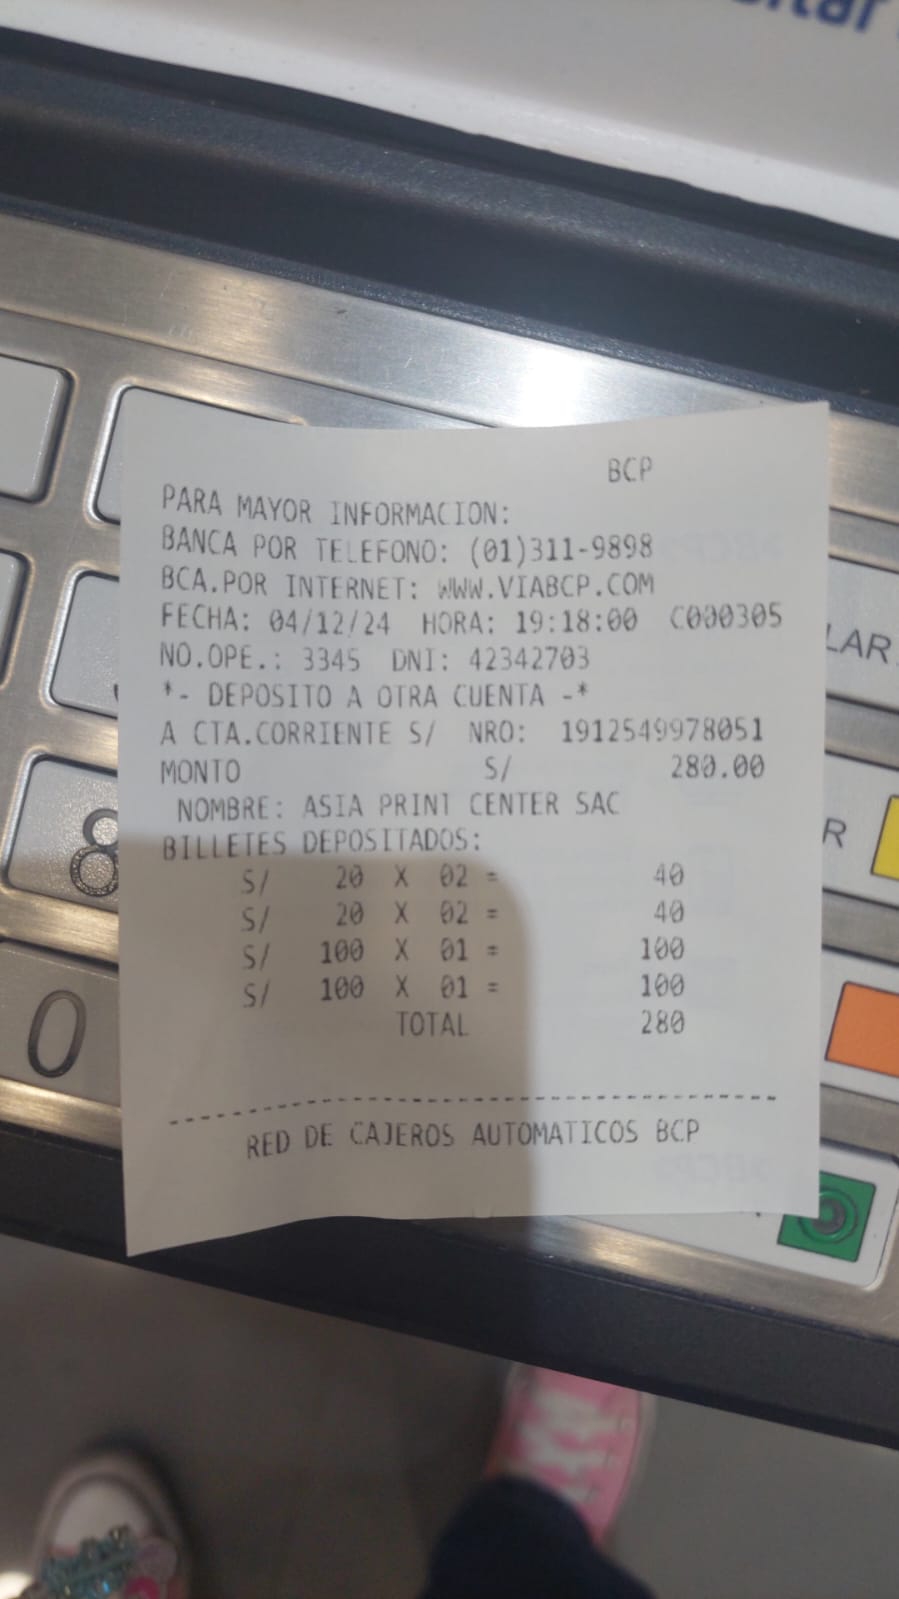 BCP
PARA MAYOR INFORMACION:
BANCA POR TELEFONO: (01)311-9898
BCA.POR INTERNET: WWW.VIABCP.COM
FECHA: 04/12/24 HORA: 19:18:00 C000305
NO.OPE.: 3345 DNI: 42342703
*- DEPOSITO A OTRA CUENTA -*
A CTA.CORRIENTE S/ NRO: 1912549978051
MONTO S/ 280.00
NOMBRE: ASIA PRINT CENTER SAC
BILLETES DEPOSITADOS:
S/ 20 X 02 = 40
S/ 20 X 02 = 40
S/ 100 X 01 = 100
S/ 100 X 01 = 100
TOTAL 280
RED DE CAJEROS AUTOMATICOS BCP
8
0